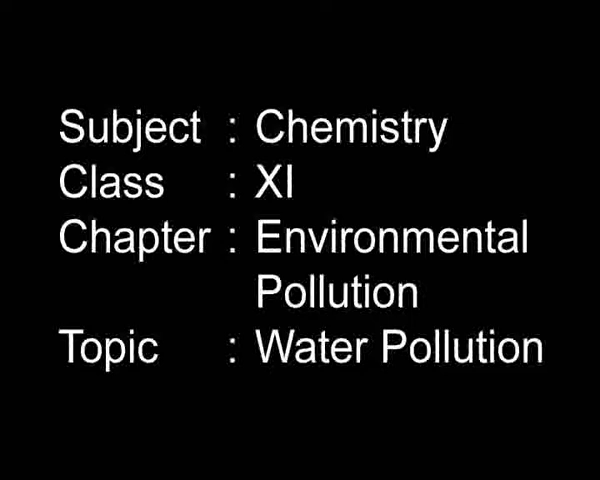 Subject : Chemistry
Class : XI
Chapter : Environmental
Pollution
Topic : Water Pollution